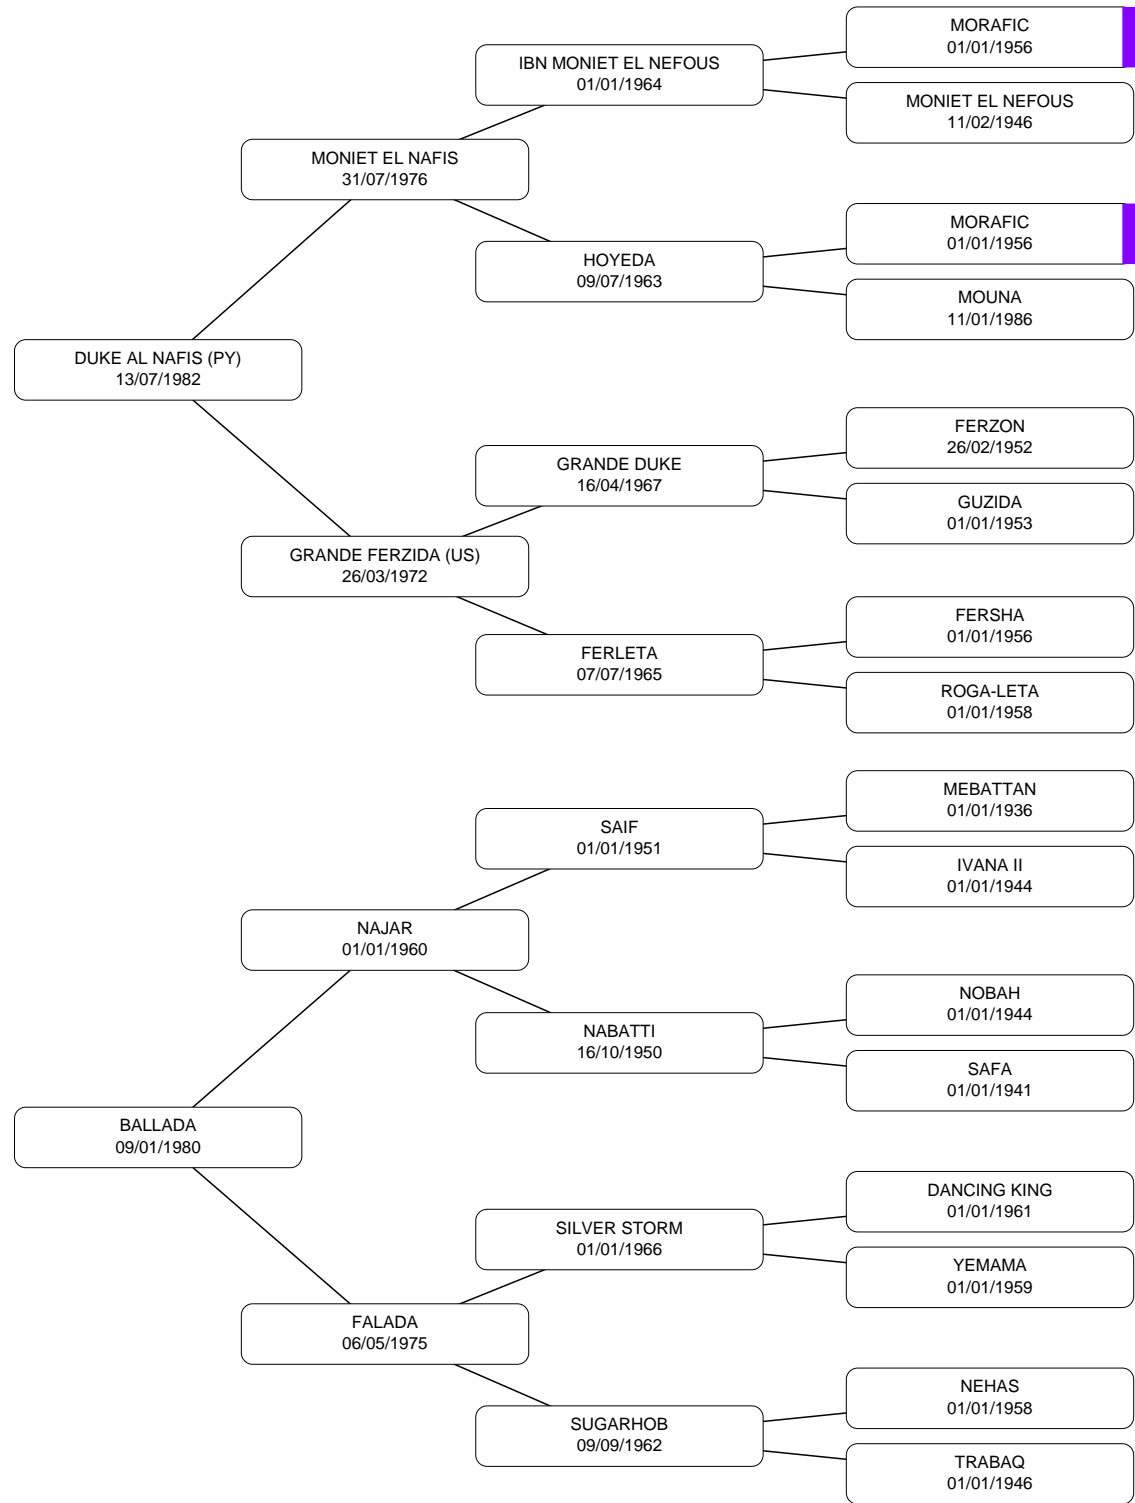 MORAFIC
01/01/1956
IBN MONIET EL NEFOUS
01/01/1964
MONIET EL NEFOUS
11/02/1946
MONIET EL NAFIS
31/07/1976
MORAFIC
01/01/1956
HOYEDA
09/07/1963
MOUNA
11/01/1986
DUKE AL NAFIS (PY)
13/07/1982
FERZON
26/02/1952
GRANDE DUKE
16/04/1967
GUZIDA
01/01/1953
GRANDE FERZIDA (US)
26/03/1972
FERSHA
01/01/1956
FERLETA
07/07/1965
ROGA-LETA
01/01/1958
MEBATTAN
01/01/1936
SAIF
01/01/1951
IVANA II
01/01/1944
NAJAR
01/01/1960
NOBAH
01/01/1944
NABATTI
16/10/1950
SAFA
01/01/1941
BALLADA
09/01/1980
DANCING KING
01/01/1961
SILVER STORM
01/01/1966
YEMAMA
01/01/1959
FALADA
06/05/1975
NEHAS
01/01/1958
SUGARHOB
09/09/1962
TRABAQ
01/01/1946